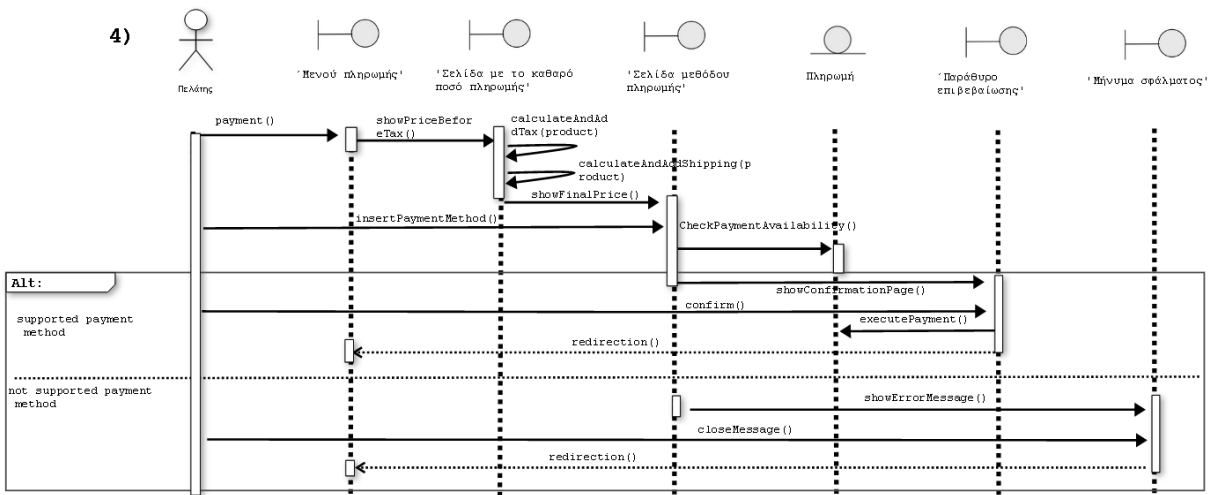 4)
Πελάτης
'Μενού πληρωμής'
'Σελίδα με το καθαρό
ποσό πληρωμής'
'Σελίδα μεθόδου
πληρωμής'
Πληρωμή
'Παράθυρο
επιβεβαίωσης'
'Μήνυμα σφάλματος'
payment()
showPriceBefor
eTax()
calculateAndAd
dTax(product)
calculateAndAddShipping(p
roduct)
showFinalPrice()
insertPaymentMethod()
CheckPaymentAvailability()
Alt:
showConfirmationPage()
confirm()
supported payment
method
executePayment()
redirection()
not supported payment
method
showErrorMessage()
closeMessage()
redirection()